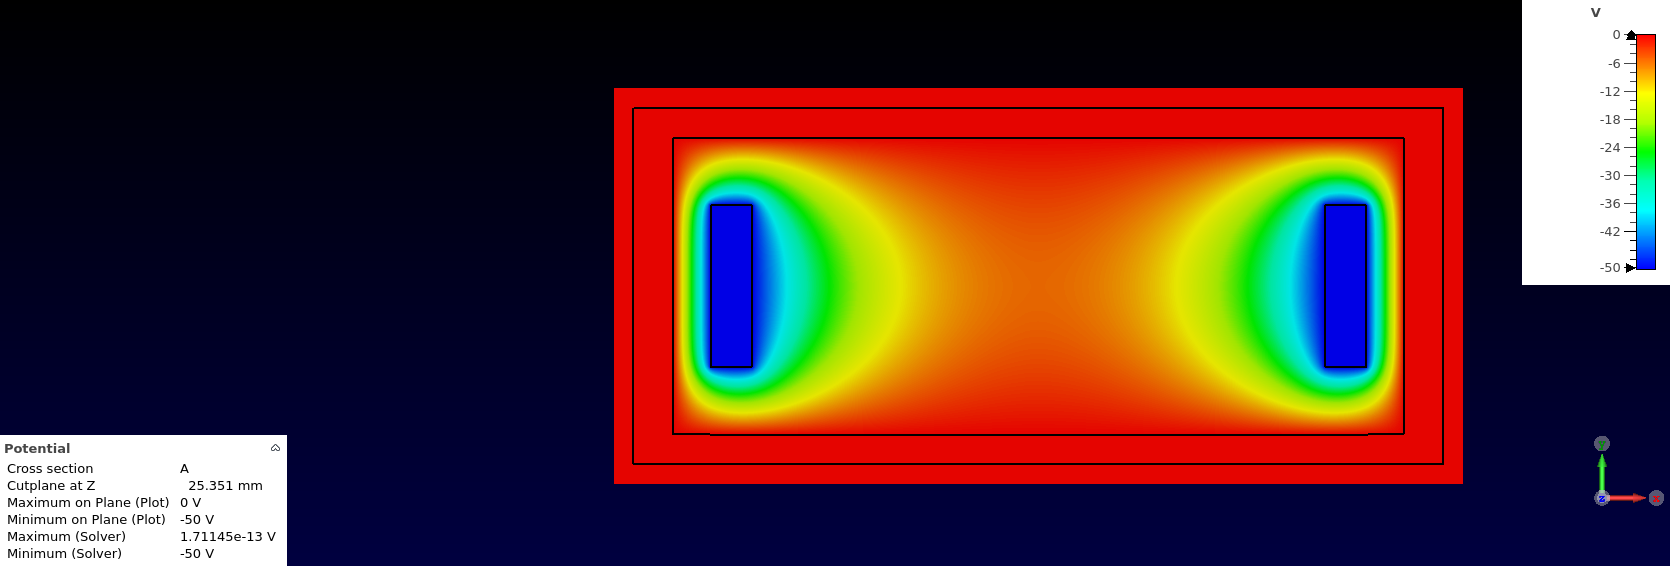 V
0
-6
-12
-18
-24
-30
-36
-42
-50
Potential
Cross section A
Cutplane at Z 25.351 mm
Maximum on Plane (Plot) 0 V
Minimum on Plane (Plot) -50 V
Maximum (Solver) 1.71145e-13 V
Minimum (Solver) -50 V
z
x